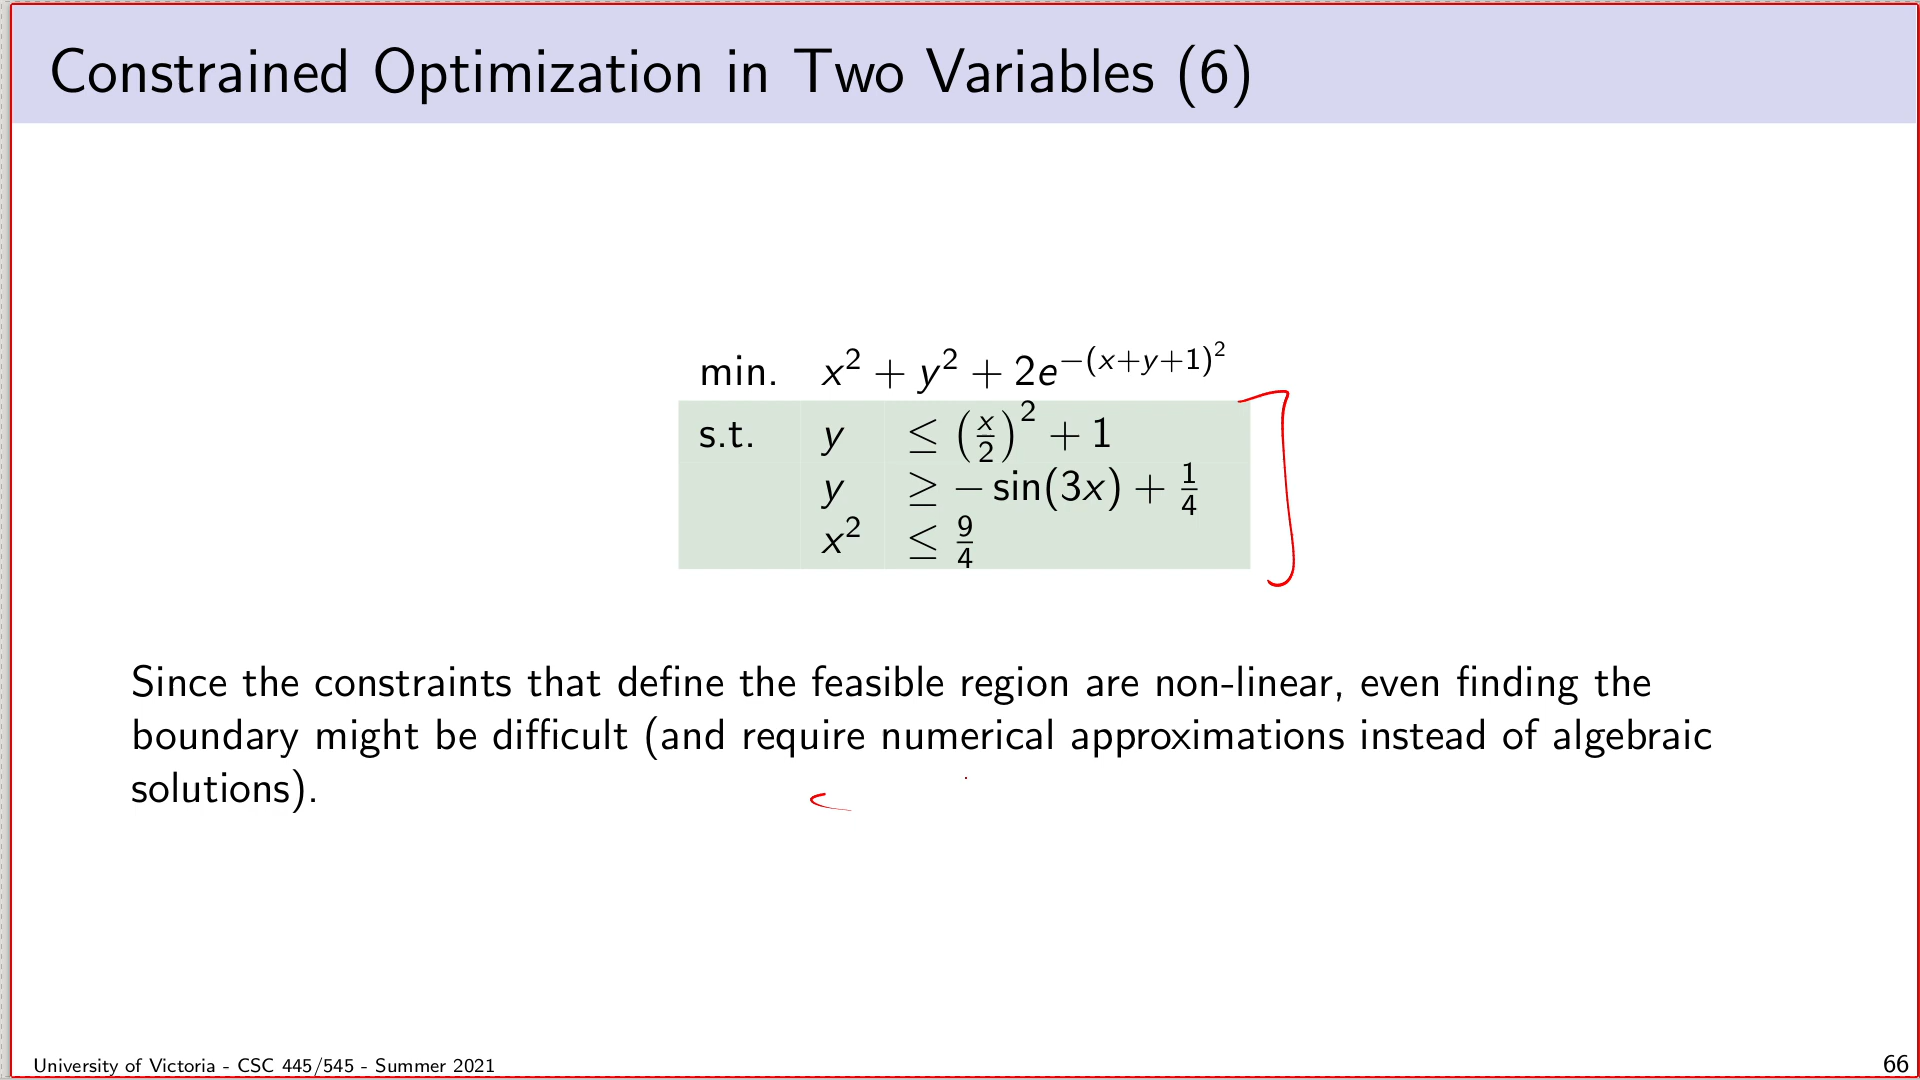 Constrained Optimization in Two Variables (6)
min. x² + y² + 2e^{−(x+y+1)²}
s.t. y ≤ (x/2)² + 1
y ≥ − sin(3x) + 1/4
x² ≤ 9/4
Since the constraints that define the feasible region are non-linear, even finding the
boundary might be difficult (and require numerical approximations instead of algebraic
solutions).
University of Victoria - CSC 445/545 - Summer 2021
66